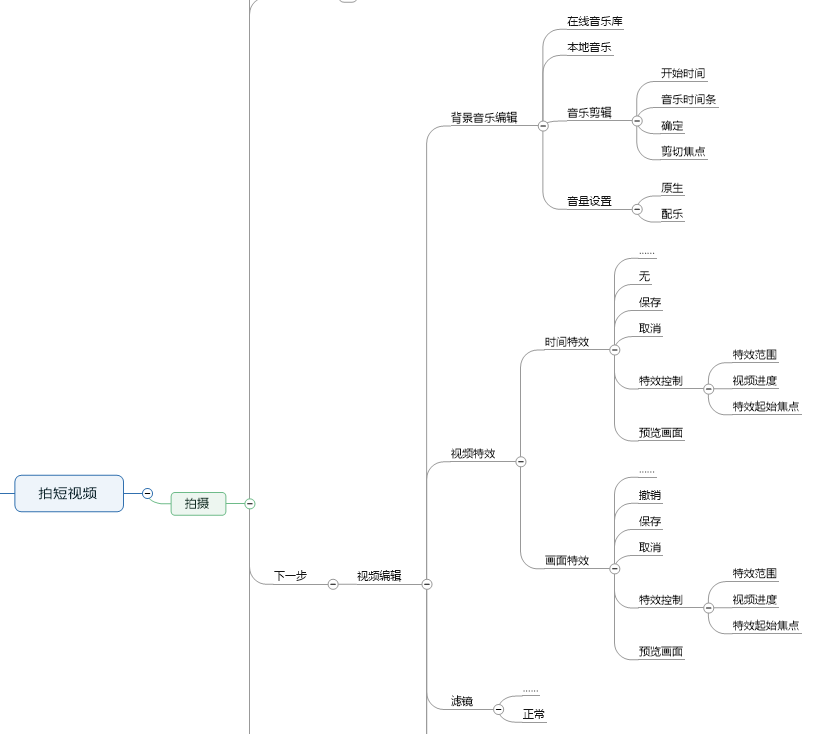 拍短视频
拍摄
下一步
视频编辑
背景音乐编辑
在线音乐库
本地音乐
音乐剪辑
开始时间
音乐时间条
确定
剪切焦点
音量设置
原生
配乐
视频特效
时间特效
......
无
保存
取消
特效控制
特效范围
视频进度
特效起始焦点
预览画面
画面特效
......
撤销
保存
取消
特效控制
特效范围
视频进度
特效起始焦点
预览画面
滤镜
......
正常